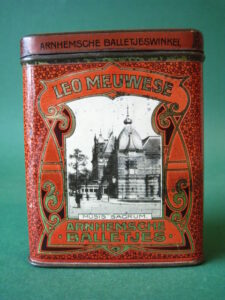 ARNHEMSCHE BALLETJESWINKEL
LEO MEUWESE
MUSIS SACRUM
ARNHEMSCHE
BALLETJES